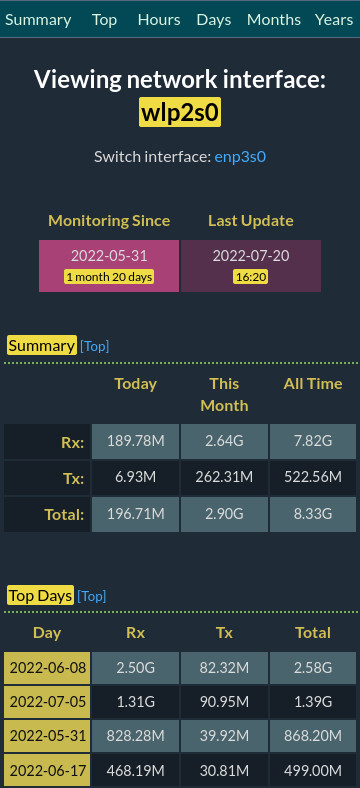 Summary Top Hours Days Months Years
Viewing network interface:
wlp2s0
Switch interface: enp3s0
Monitoring Since Last Update
2022-05-31 2022-07-20
1 month 20 days 16:20
Summary [Top]
Today This Month All Time
Rx: 189.78M 2.64G 7.82G
Tx: 6.93M 262.31M 522.56M
Total: 196.71M 2.90G 8.33G
Top Days [Top]
Day Rx Tx Total
2022-06-08 2.50G 82.32M 2.58G
2022-07-05 1.31G 90.95M 1.39G
2022-05-31 828.28M 39.92M 868.20M
2022-06-17 468.19M 30.81M 499.00M